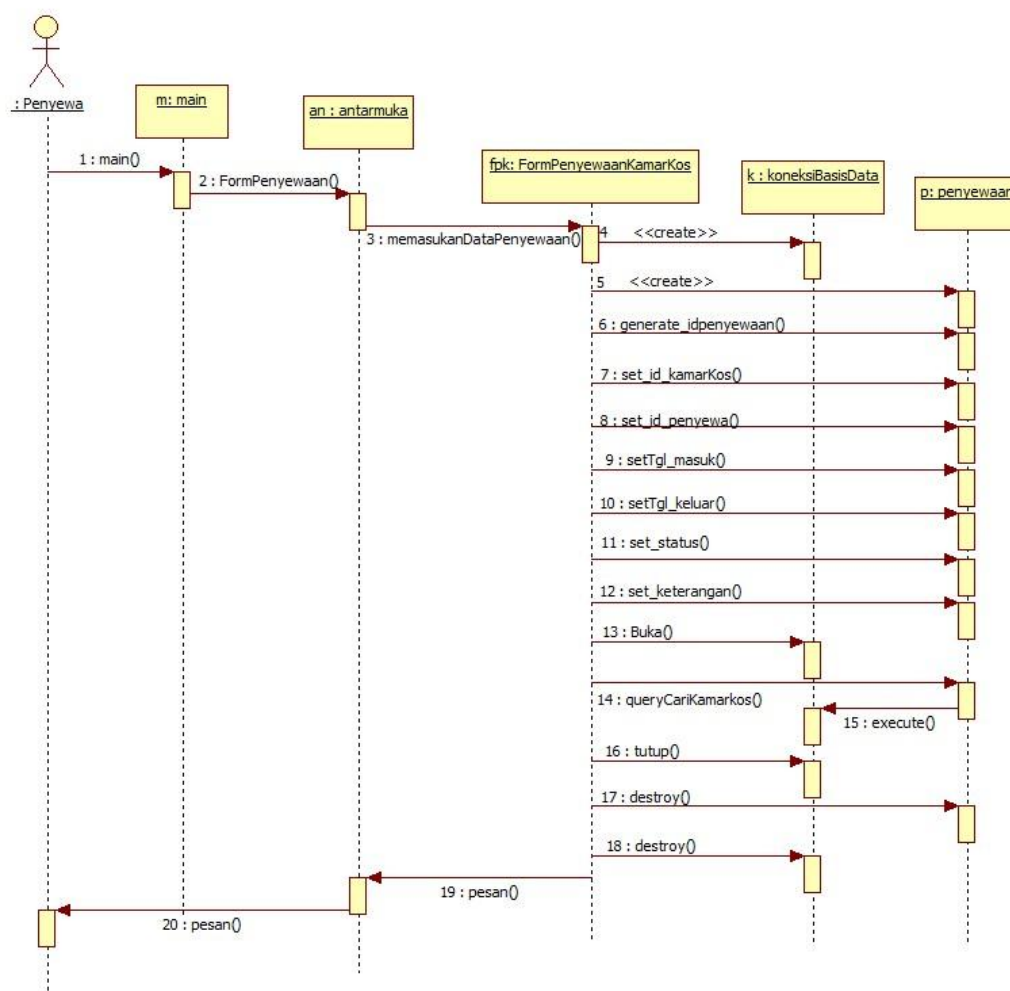 : Penyewa
m: main
an : antarmuka
fpk: FormPenyewaanKamarKos
k : koneksiBasisData
p: penyewaan
1 : main()
2 : FormPenyewaan()
3 : memasukanDataPenyewaan()
4 <<create>>
5 <<create>>
6 : generate_idpenyewaan()
7 : set_id_kamarKos()
8 : set_id_penyewa()
9 : setTgl_masuk()
10 : setTgl_keluar()
11 : set_status()
12 : set_keterangan()
13 : Buka()
14 : queryCariKamarkos()
15 : execute()
16 : tutup()
17 : destroy()
18 : destroy()
19 : pesan()
20 : pesan()